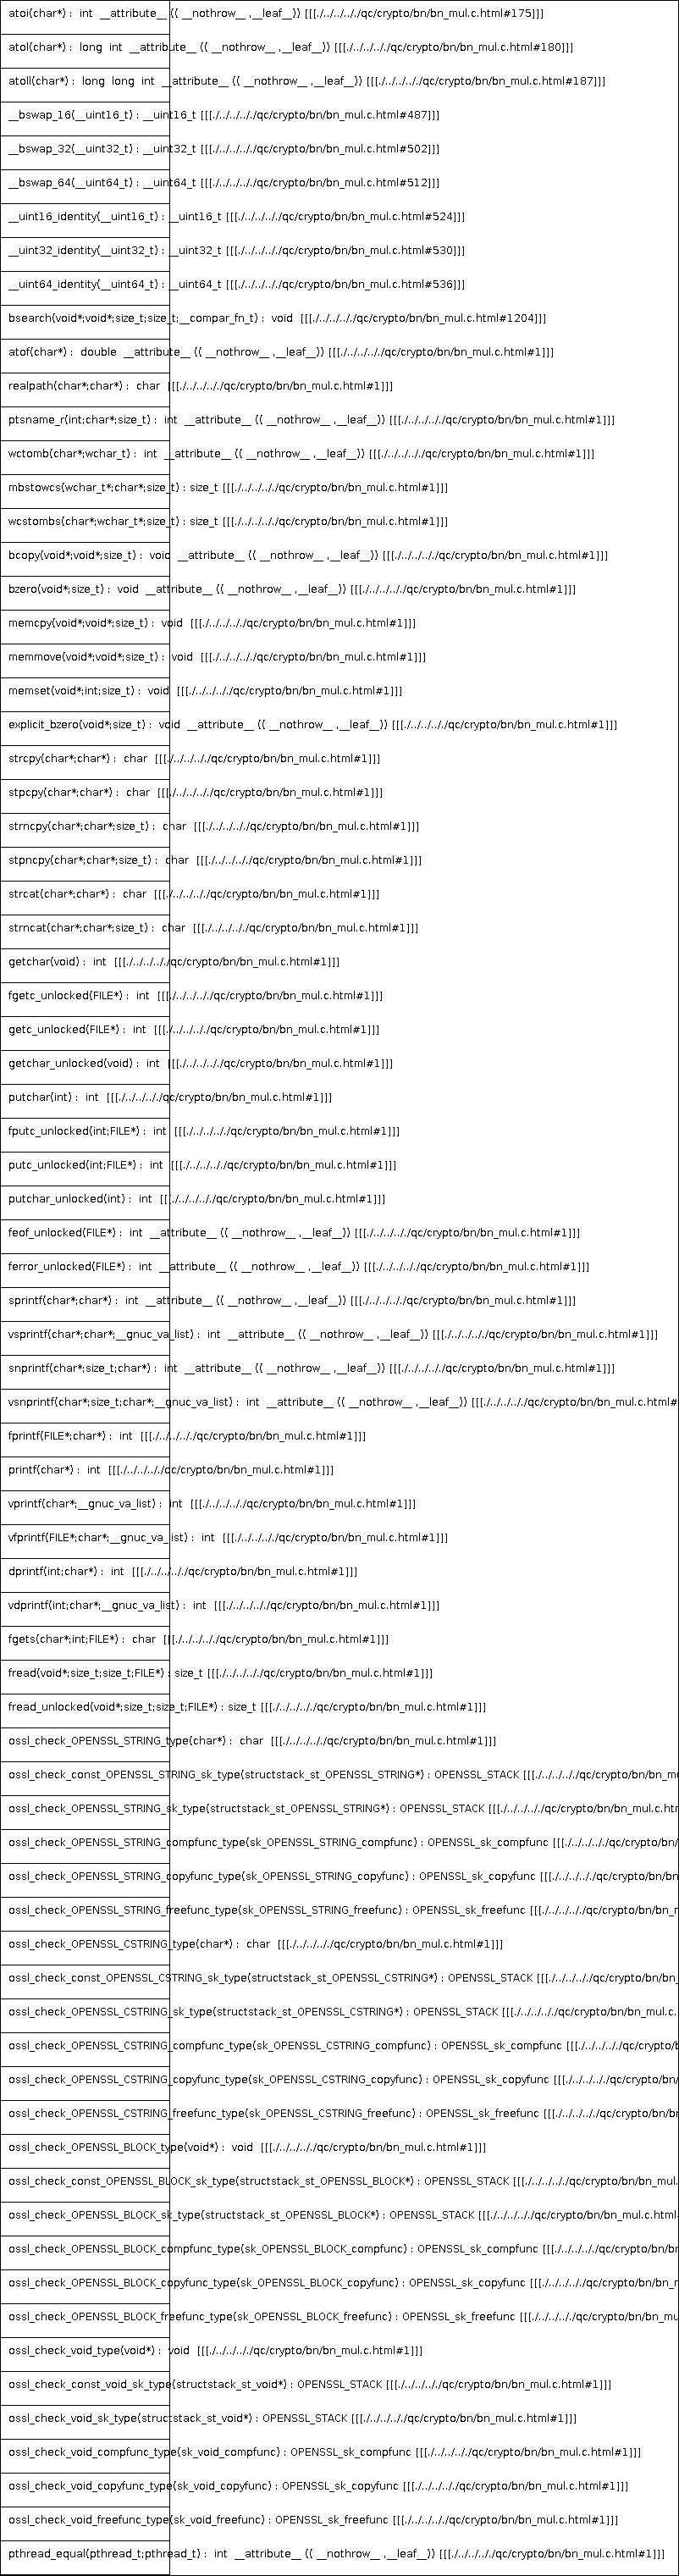 atoi(char*) :  int  __attribute__ (( __nothrow__ ,__leaf__)) [[[./../../.././qc/crypto/bn/bn_mul.c.html#175]]]
atol(char*) :  long  int  __attribute__ (( __nothrow__ ,__leaf__)) [[[./../../.././qc/crypto/bn/bn_mul.c.html#180]]]
atoll(char*) :  long  long  int  __attribute__ (( __nothrow__ ,__leaf__)) [[[./../../.././qc/crypto/bn/bn_mul.c.html#187]]]
__bswap_16(__uint16_t) : __uint16_t [[[./../../.././qc/crypto/bn/bn_mul.c.html#487]]]
__bswap_32(__uint32_t) : __uint32_t [[[./../../.././qc/crypto/bn/bn_mul.c.html#502]]]
__bswap_64(__uint64_t) : __uint64_t [[[./../../.././qc/crypto/bn/bn_mul.c.html#512]]]
__uint16_identity(__uint16_t) : __uint16_t [[[./../../.././qc/crypto/bn/bn_mul.c.html#524]]]
__uint32_identity(__uint32_t) : __uint32_t [[[./../../.././qc/crypto/bn/bn_mul.c.html#530]]]
__uint64_identity(__uint64_t) : __uint64_t [[[./../../.././qc/crypto/bn/bn_mul.c.html#536]]]
bsearch(void*;void*;size_t;size_t;__compar_fn_t) :  void  [[[./../../.././qc/crypto/bn/bn_mul.c.html#1204]]]
atof(char*) :  double  __attribute__ (( __nothrow__ ,__leaf__)) [[[./../../.././qc/crypto/bn/bn_mul.c.html#1]]]
realpath(char*;char*) :  char  [[[./../../.././qc/crypto/bn/bn_mul.c.html#1]]]
ptsname_r(int;char*;size_t) :  int  __attribute__ (( __nothrow__ ,__leaf__)) [[[./../../.././qc/crypto/bn/bn_mul.c.html#1]]]
wctomb(char*;wchar_t) :  int  __attribute__ (( __nothrow__ ,__leaf__)) [[[./../../.././qc/crypto/bn/bn_mul.c.html#1]]]
mbstowcs(wchar_t*;char*;size_t) : size_t [[[./../../.././qc/crypto/bn/bn_mul.c.html#1]]]
wcstombs(char*;wchar_t*;size_t) : size_t [[[./../../.././qc/crypto/bn/bn_mul.c.html#1]]]
bcopy(void*;void*;size_t) :  void  __attribute__ (( __nothrow__ ,__leaf__)) [[[./../../.././qc/crypto/bn/bn_mul.c.html#1]]]
bzero(void*;size_t) :  void  __attribute__ (( __nothrow__ ,__leaf__)) [[[./../../.././qc/crypto/bn/bn_mul.c.html#1]]]
memcpy(void*;void*;size_t) :  void  [[[./../../.././qc/crypto/bn/bn_mul.c.html#1]]]
memmove(void*;void*;size_t) :  void  [[[./../../.././qc/crypto/bn/bn_mul.c.html#1]]]
memset(void*;int;size_t) :  void  [[[./../../.././qc/crypto/bn/bn_mul.c.html#1]]]
explicit_bzero(void*;size_t) :  void  __attribute__ (( __nothrow__ ,__leaf__)) [[[./../../.././qc/crypto/bn/bn_mul.c.html#1]]]
strcpy(char*;char*) :  char  [[[./../../.././qc/crypto/bn/bn_mul.c.html#1]]]
stpcpy(char*;char*) :  char  [[[./../../.././qc/crypto/bn/bn_mul.c.html#1]]]
strncpy(char*;char*;size_t) :  char  [[[./../../.././qc/crypto/bn/bn_mul.c.html#1]]]
stpncpy(char*;char*;size_t) :  char  [[[./../../.././qc/crypto/bn/bn_mul.c.html#1]]]
strcat(char*;char*) :  char  [[[./../../.././qc/crypto/bn/bn_mul.c.html#1]]]
strncat(char*;char*;size_t) :  char  [[[./../../.././qc/crypto/bn/bn_mul.c.html#1]]]
getchar(void) :  int  [[[./../../.././qc/crypto/bn/bn_mul.c.html#1]]]
fgetc_unlocked(FILE*) :  int  [[[./../../.././qc/crypto/bn/bn_mul.c.html#1]]]
getc_unlocked(FILE*) :  int  [[[./../../.././qc/crypto/bn/bn_mul.c.html#1]]]
getchar_unlocked(void) :  int  [[[./../../.././qc/crypto/bn/bn_mul.c.html#1]]]
putchar(int) :  int  [[[./../../.././qc/crypto/bn/bn_mul.c.html#1]]]
fputc_unlocked(int;FILE*) :  int  [[[./../../.././qc/crypto/bn/bn_mul.c.html#1]]]
putc_unlocked(int;FILE*) :  int  [[[./../../.././qc/crypto/bn/bn_mul.c.html#1]]]
putchar_unlocked(int) :  int  [[[./../../.././qc/crypto/bn/bn_mul.c.html#1]]]
feof_unlocked(FILE*) :  int  __attribute__ (( __nothrow__ ,__leaf__)) [[[./../../.././qc/crypto/bn/bn_mul.c.html#1]]]
ferror_unlocked(FILE*) :  int  __attribute__ (( __nothrow__ ,__leaf__)) [[[./../../.././qc/crypto/bn/bn_mul.c.html#1]]]
sprintf(char*;char*) :  int  __attribute__ (( __nothrow__ ,__leaf__)) [[[./../../.././qc/crypto/bn/bn_mul.c.html#1]]]
vsprintf(char*;char*;__gnuc_va_list) :  int  __attribute__ (( __nothrow__ ,__leaf__)) [[[./../../.././qc/crypto/bn/bn_mul.c.html#1]]]
snprintf(char*;size_t;char*) :  int  __attribute__ (( __nothrow__ ,__leaf__)) [[[./../../.././qc/crypto/bn/bn_mul.c.html#1]]]
vsnprintf(char*;size_t;char*;__gnuc_va_list) :  int  __attribute__ (( __nothrow__ ,__leaf__)) [[[./../../.././qc/crypto/bn/bn_mul.c.html#
fprintf(FILE*;char*) :  int  [[[./../../.././qc/crypto/bn/bn_mul.c.html#1]]]
printf(char*) :  int  [[[./../../.././qc/crypto/bn/bn_mul.c.html#1]]]
vprintf(char*;__gnuc_va_list) :  int  [[[./../../.././qc/crypto/bn/bn_mul.c.html#1]]]
vfprintf(FILE*;char*;__gnuc_va_list) :  int  [[[./../../.././qc/crypto/bn/bn_mul.c.html#1]]]
dprintf(int;char*) :  int  [[[./../../.././qc/crypto/bn/bn_mul.c.html#1]]]
vdprintf(int;char*;__gnuc_va_list) :  int  [[[./../../.././qc/crypto/bn/bn_mul.c.html#1]]]
fgets(char*;int;FILE*) :  char  [[[./../../.././qc/crypto/bn/bn_mul.c.html#1]]]
fread(void*;size_t;size_t;FILE*) : size_t [[[./../../.././qc/crypto/bn/bn_mul.c.html#1]]]
fread_unlocked(void*;size_t;size_t;FILE*) : size_t [[[./../../.././qc/crypto/bn/bn_mul.c.html#1]]]
ossl_check_OPENSSL_STRING_type(char*) :  char  [[[./../../.././qc/crypto/bn/bn_mul.c.html#1]]]
ossl_check_const_OPENSSL_STRING_sk_type(structstack_st_OPENSSL_STRING*) : OPENSSL_STACK [[[./../../.././qc/crypto/bn/bn_mu
ossl_check_OPENSSL_STRING_sk_type(structstack_st_OPENSSL_STRING*) : OPENSSL_STACK [[[./../../.././qc/crypto/bn/bn_mul.c.htm
ossl_check_OPENSSL_STRING_compfunc_type(sk_OPENSSL_STRING_compfunc) : OPENSSL_sk_compfunc [[[./../../.././qc/crypto/bn/
ossl_check_OPENSSL_STRING_copyfunc_type(sk_OPENSSL_STRING_copyfunc) : OPENSSL_sk_copyfunc [[[./../../.././qc/crypto/bn/bn
ossl_check_OPENSSL_STRING_freefunc_type(sk_OPENSSL_STRING_freefunc) : OPENSSL_sk_freefunc [[[./../../.././qc/crypto/bn/bn_m
ossl_check_OPENSSL_CSTRING_type(char*) :  char  [[[./../../.././qc/crypto/bn/bn_mul.c.html#1]]]
ossl_check_const_OPENSSL_CSTRING_sk_type(structstack_st_OPENSSL_CSTRING*) : OPENSSL_STACK [[[./../../.././qc/crypto/bn/bn_
ossl_check_OPENSSL_CSTRING_sk_type(structstack_st_OPENSSL_CSTRING*) : OPENSSL_STACK [[[./../../.././qc/crypto/bn/bn_mul.c.
ossl_check_OPENSSL_CSTRING_compfunc_type(sk_OPENSSL_CSTRING_compfunc) : OPENSSL_sk_compfunc [[[./../../.././qc/crypto/b
ossl_check_OPENSSL_CSTRING_copyfunc_type(sk_OPENSSL_CSTRING_copyfunc) : OPENSSL_sk_copyfunc [[[./../../.././qc/crypto/bn/
ossl_check_OPENSSL_CSTRING_freefunc_type(sk_OPENSSL_CSTRING_freefunc) : OPENSSL_sk_freefunc [[[./../../.././qc/crypto/bn/bn
ossl_check_OPENSSL_BLOCK_type(void*) :  void  [[[./../../.././qc/crypto/bn/bn_mul.c.html#1]]]
ossl_check_const_OPENSSL_BLOCK_sk_type(structstack_st_OPENSSL_BLOCK*) : OPENSSL_STACK [[[./../../.././qc/crypto/bn/bn_mul.
ossl_check_OPENSSL_BLOCK_sk_type(structstack_st_OPENSSL_BLOCK*) : OPENSSL_STACK [[[./../../.././qc/crypto/bn/bn_mul.c.html
ossl_check_OPENSSL_BLOCK_compfunc_type(sk_OPENSSL_BLOCK_compfunc) : OPENSSL_sk_compfunc [[[./../../.././qc/crypto/bn/bn
ossl_check_OPENSSL_BLOCK_copyfunc_type(sk_OPENSSL_BLOCK_copyfunc) : OPENSSL_sk_copyfunc [[[./../../.././qc/crypto/bn/bn_m
ossl_check_OPENSSL_BLOCK_freefunc_type(sk_OPENSSL_BLOCK_freefunc) : OPENSSL_sk_freefunc [[[./../../.././qc/crypto/bn/bn_mu
ossl_check_void_type(void*) :  void  [[[./../../.././qc/crypto/bn/bn_mul.c.html#1]]]
ossl_check_const_void_sk_type(structstack_st_void*) : OPENSSL_STACK [[[./../../.././qc/crypto/bn/bn_mul.c.html#1]]]
ossl_check_void_sk_type(structstack_st_void*) : OPENSSL_STACK [[[./../../.././qc/crypto/bn/bn_mul.c.html#1]]]
ossl_check_void_compfunc_type(sk_void_compfunc) : OPENSSL_sk_compfunc [[[./../../.././qc/crypto/bn/bn_mul.c.html#1]]]
ossl_check_void_copyfunc_type(sk_void_copyfunc) : OPENSSL_sk_copyfunc [[[./../../.././qc/crypto/bn/bn_mul.c.html#1]]]
ossl_check_void_freefunc_type(sk_void_freefunc) : OPENSSL_sk_freefunc [[[./../../.././qc/crypto/bn/bn_mul.c.html#1]]]
pthread_equal(pthread_t;pthread_t) :  int  __attribute__ (( __nothrow__ ,__leaf__)) [[[./../../.././qc/crypto/bn/bn_mul.c.html#1]]]